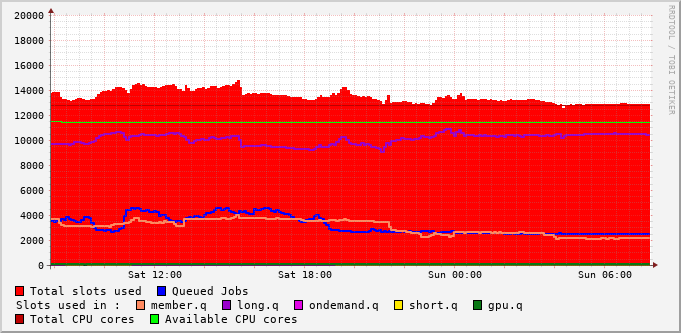 RRDTOOL / TOBI OETIKER
20000
18000
16000
14000
12000
10000
8000
6000
4000
2000
0
Sat 12:00 Sat 18:00 Sun 00:00 Sun 06:00
Total slots used Queued Jobs
Slots used in : member.q long.q ondemand.q short.q gpu.q
Total CPU cores Available CPU cores